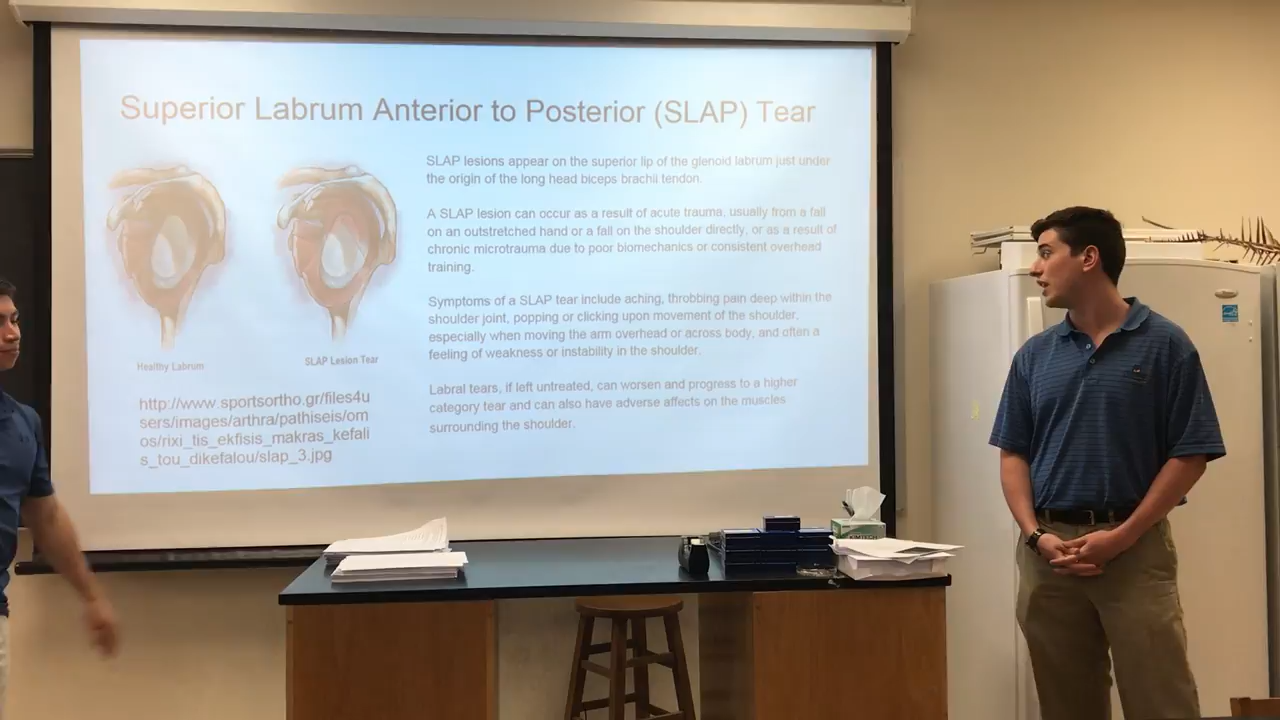 Superior Labrum Anterior to Posterior (SLAP) Tear
SLAP lesions appear on the superior lip of the glenoid labrum just under
the origin of the long head biceps brachii tendon.
A SLAP lesion can occur as a result of acute trauma, usually from a fall
on an outstretched hand or a fall on the shoulder directly, or as a result of
chronic microtrauma due to poor biomechanics or consistent overhead
training.
Symptoms of a SLAP tear include aching, throbbing pain deep within the
shoulder joint, popping or clicking upon movement of the shoulder,
especially when moving the arm overhead or across body, and often a
feeling of weakness or instability in the shoulder.
Labral tears, if left untreated, can worsen and progress to a higher
category tear and can also have adverse affects on the muscles
surrounding the shoulder.
Healthy Labrum
SLAP Lesion Tear
http://www.sportsortho.gr/files4u
sers/images/arthra/pathiseis/om
os/rixi_tis_ekfisis_makras_kefali
s_tou_dikefalou/slap_3.jpg
KIMTECH